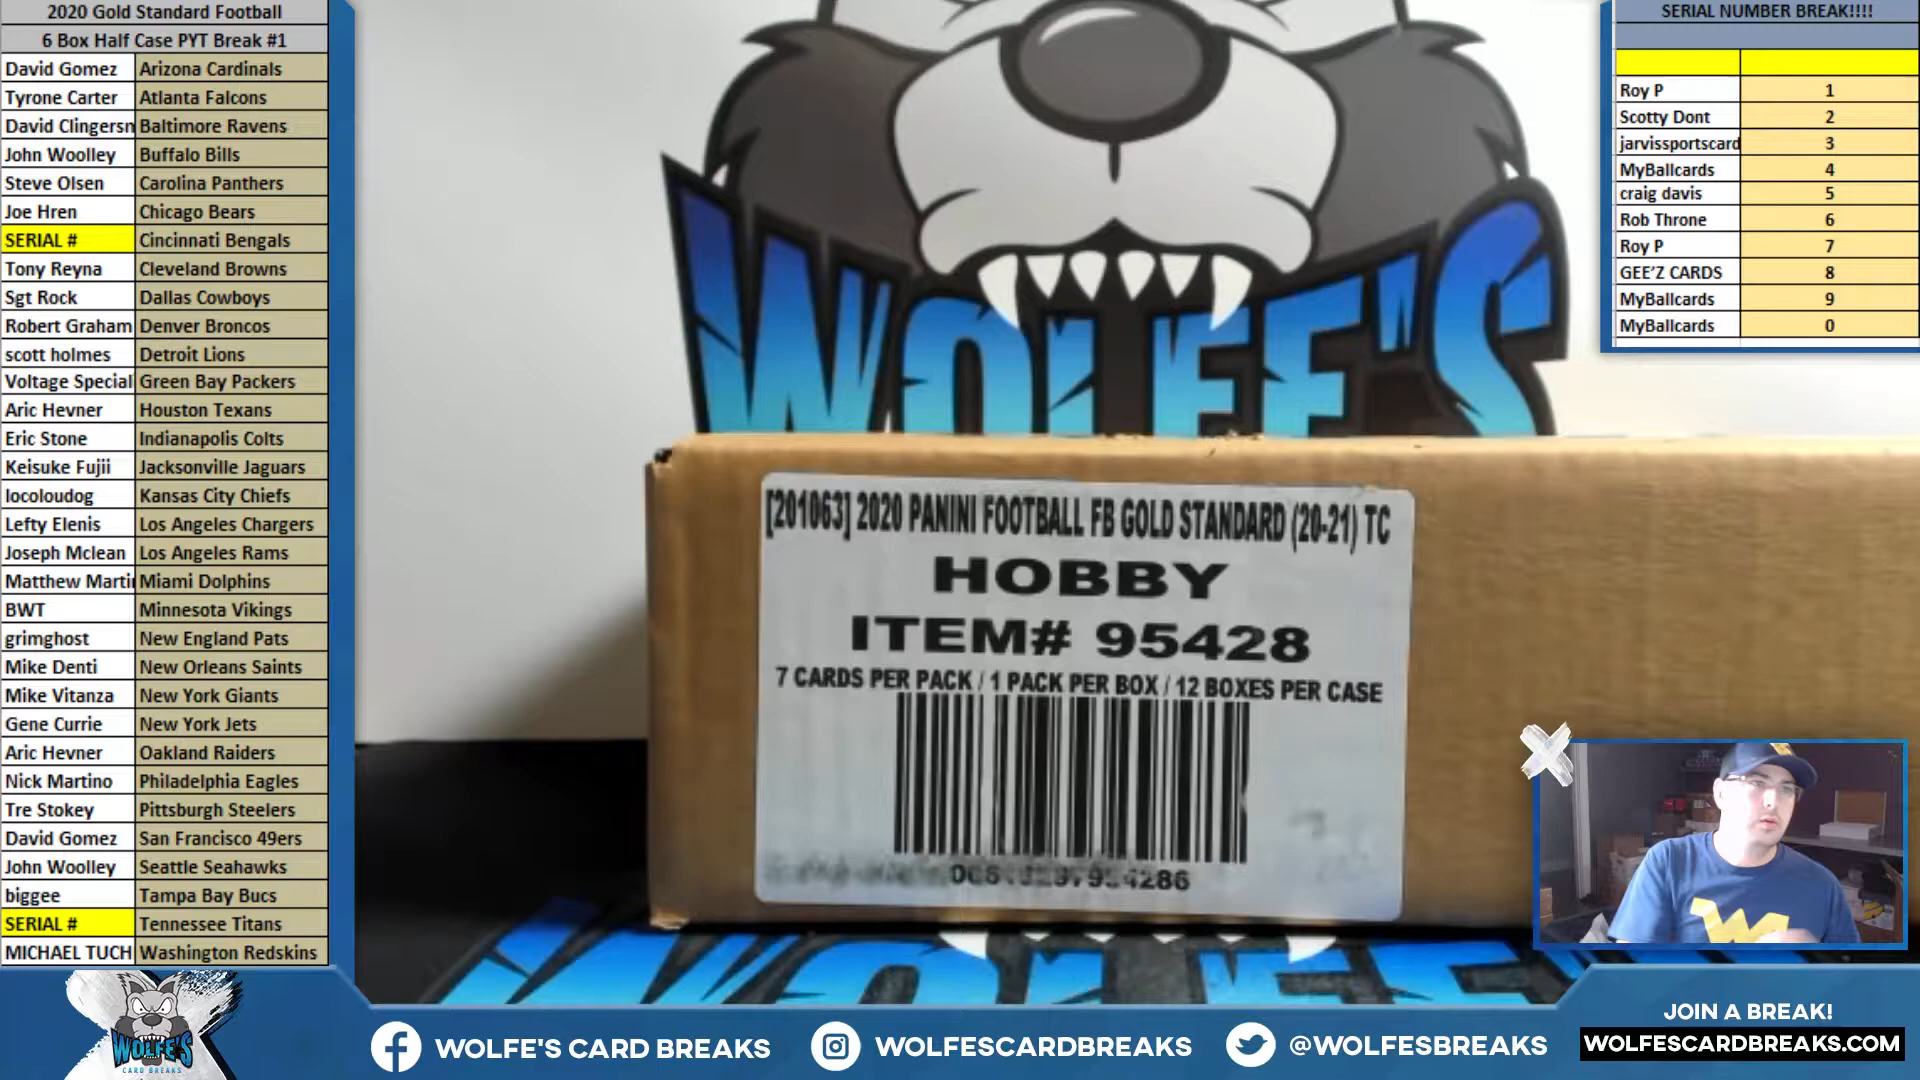 2020 Gold Standard Football
6 Box Half Case PYT Break #1
David Gomez Arizona Cardinals
Tyrone Carter Atlanta Falcons
David Clingersn Baltimore Ravens
John Woolley Buffalo Bills
Steve Olsen Carolina Panthers
Joe Hren Chicago Bears
SERIAL # Cincinnati Bengals
Tony Reyna Cleveland Browns
Sgt Rock Dallas Cowboys
Robert Graham Denver Broncos
scott holmes Detroit Lions
Voltage Special Green Bay Packers
Aric Hevner Houston Texans
Eric Stone Indianapolis Colts
Keisuke Fujii Jacksonville Jaguars
locoloudog Kansas City Chiefs
Lefty Elenis Los Angeles Chargers
Joseph Mclean Los Angeles Rams
Matthew Marti Miami Dolphins
BWT Minnesota Vikings
grimghost New England Pats
Mike Denti New Orleans Saints
Mike Vitanza New York Giants
Gene Currie New York Jets
Aric Hevner Oakland Raiders
Nick Martino Philadelphia Eagles
Tre Stokey Pittsburgh Steelers
David Gomez San Francisco 49ers
John Woolley Seattle Seahawks
biggee Tampa Bay Bucs
SERIAL # Tennessee Titans
MICHAEL TUCH Washington Redskins
SERIAL NUMBER BREAK!!!!
Roy P 1
Scotty Dont 2
jarvissportscard 3
MyBallcards 4
craig davis 5
Rob Throne 6
Roy P 7
GEE'Z CARDS 8
MyBallcards 9
MyBallcards 0
WOLFE'S
[201063] 2020 PANINI FOOTBALL FB GOLD STANDARD (20-21) TC
HOBBY
ITEM# 95428
7 CARDS PER PACK / 1 PACK PER BOX / 12 BOXES PER CASE
WOLFE'S
WV
WOLFE'S
CARD BREAKS
WOLFE'S CARD BREAKS
WOLFESCARDBREAKS
@WOLFESBREAKS
JOIN A BREAK!
WOLFESCARDBREAKS.COM